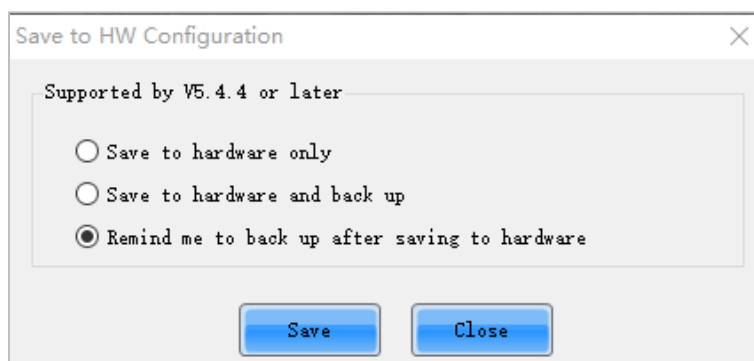 Save to HW Configuration
Supported by V5.4.4 or later
Save to hardware only
Save to hardware and back up
Remind me to back up after saving to hardware
Save Close